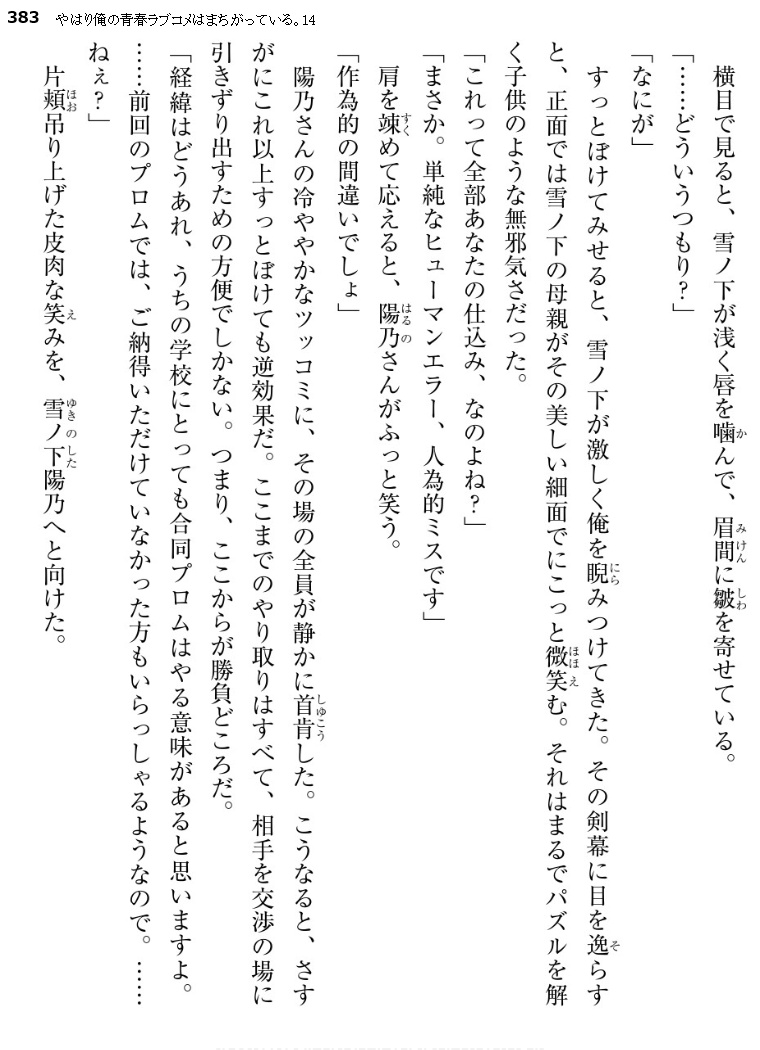 383 やはり俺の青春ラブコメはまちがっている。14
横目で見ると、雪ノ下が浅く唇を噛んで、眉間に皺を寄せている。
「……どういうつもり？」
「なにが」
すっとぼけてみせると、雪ノ下が激しく俺を睨みつけてきた。その剣幕に目を逸らす
と、正面では雪ノ下の母親がその美しい細面でにこっと微笑む。それはまるでパズルを解
く子供のような無邪気さだった。
「これって全部あなたの仕込み、なのよね？」
「まさか。単純なヒューマンエラー、人為的ミスです」
肩を竦めて応えると、陽乃さんがふっと笑う。
「作為的の間違いでしょ」
陽乃さんの冷ややかなツッコミに、その場の全員が静かに首肯した。こうなると、さす
がにこれ以上すっとぼけても逆効果だ。ここまでのやり取りはすべて、相手を交渉の場に
引きずり出すための方便でしかない。つまり、ここからが勝負どころだ。
「経緯はどうあれ、うちの学校にとっても合同プロムはやる意味があると思いますよ。
……前回のプロムでは、ご納得いただけていなかった方もいらっしゃるようなので。……
ねぇ？」
片頬吊り上げた皮肉な笑みを、雪ノ下陽乃へと向けた。